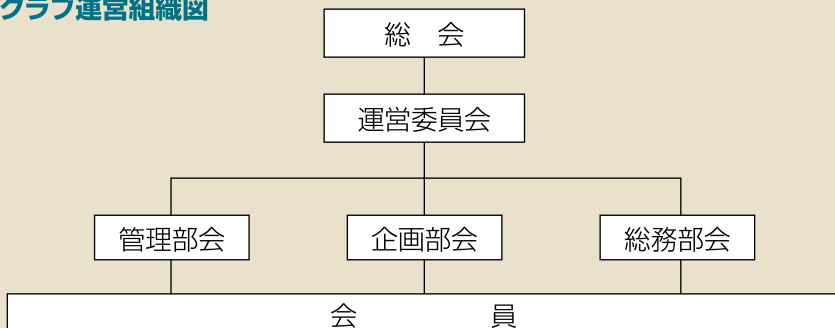 クラブ運営組織図
総　会
運営委員会
管理部会　企画部会　総務部会
会　員